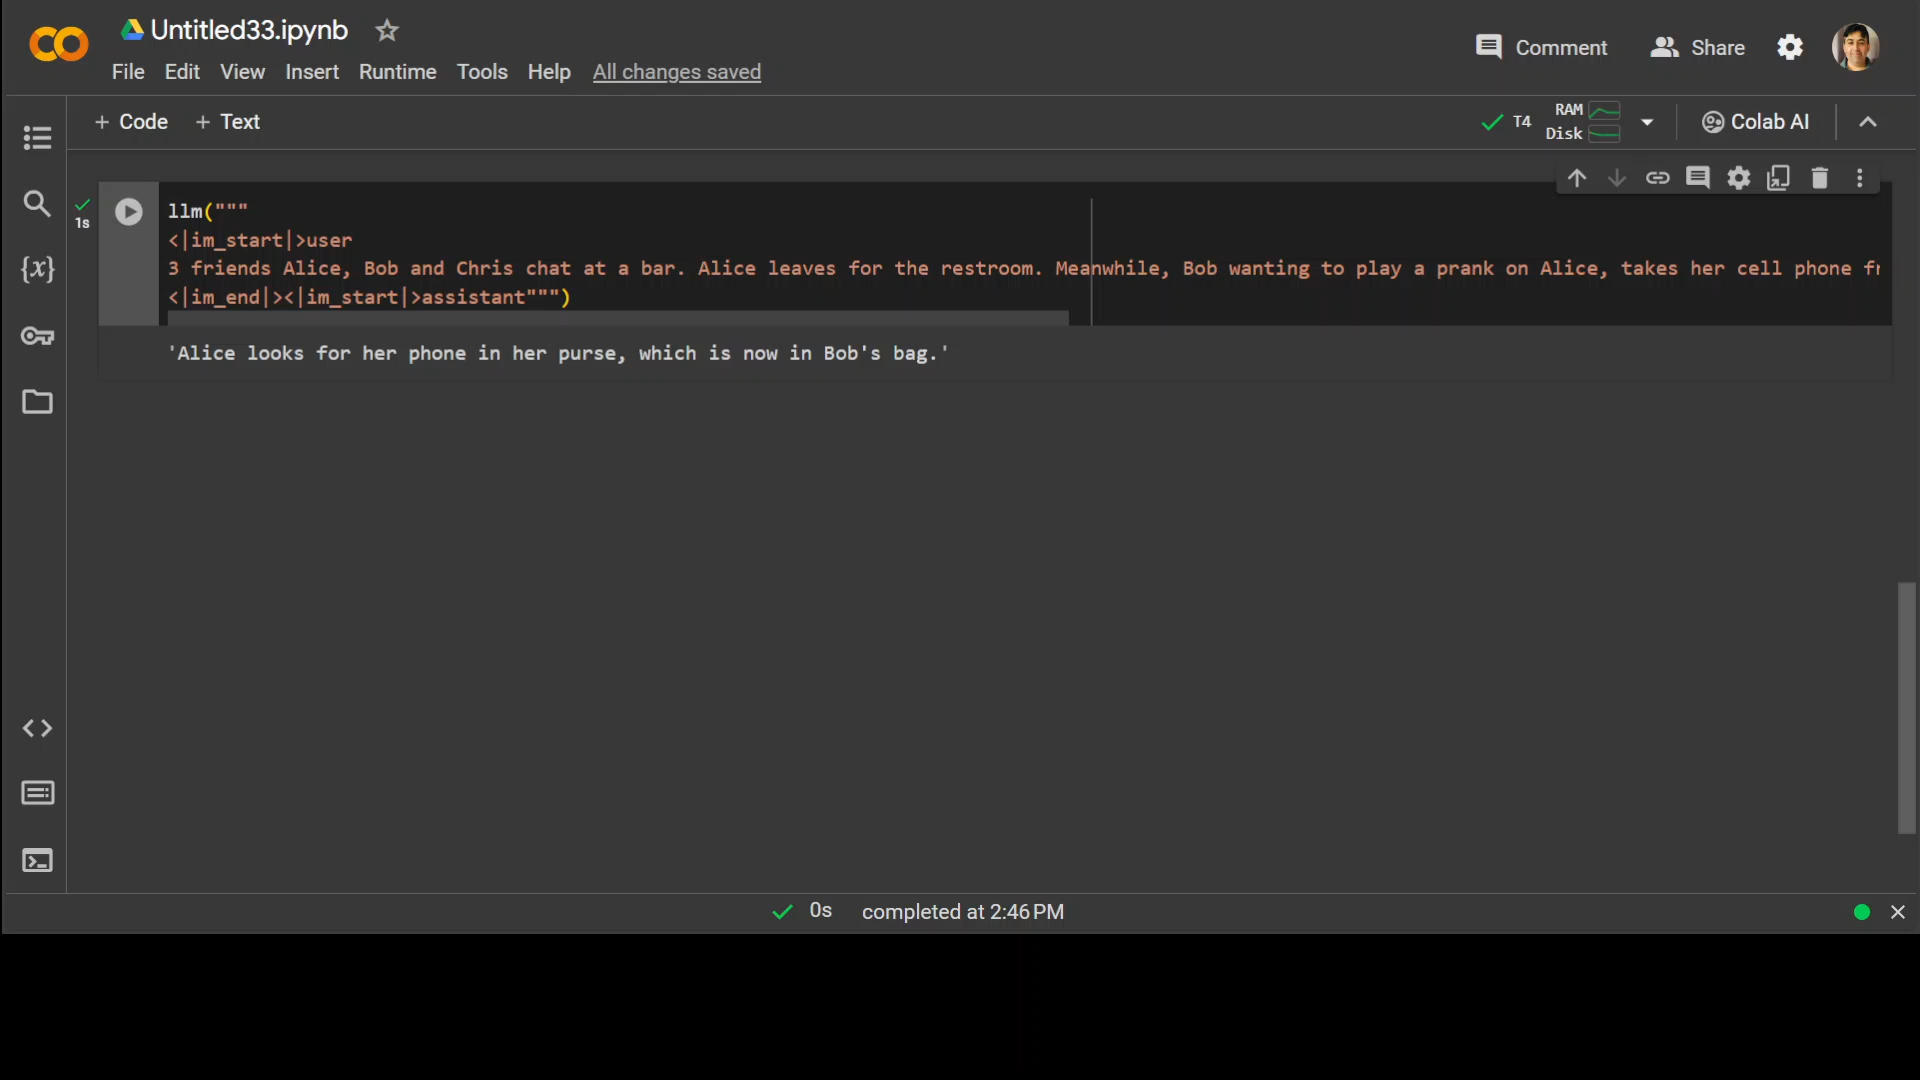 Untitled33.ipynb
File Edit View Insert Runtime Tools Help All changes saved
Comment Share
+ Code + Text
T4 RAM Disk Colab AI
1s
llm("""
<|im_start|>user
3 friends Alice, Bob and Chris chat at a bar. Alice leaves for the restroom. Meanwhile, Bob wanting to play a prank on Alice, takes her cell phone
<|im_end|><|im_start|>assistant""")
'Alice looks for her phone in her purse, which is now in Bob's bag.'
{x}
0s completed at 2:46 PM